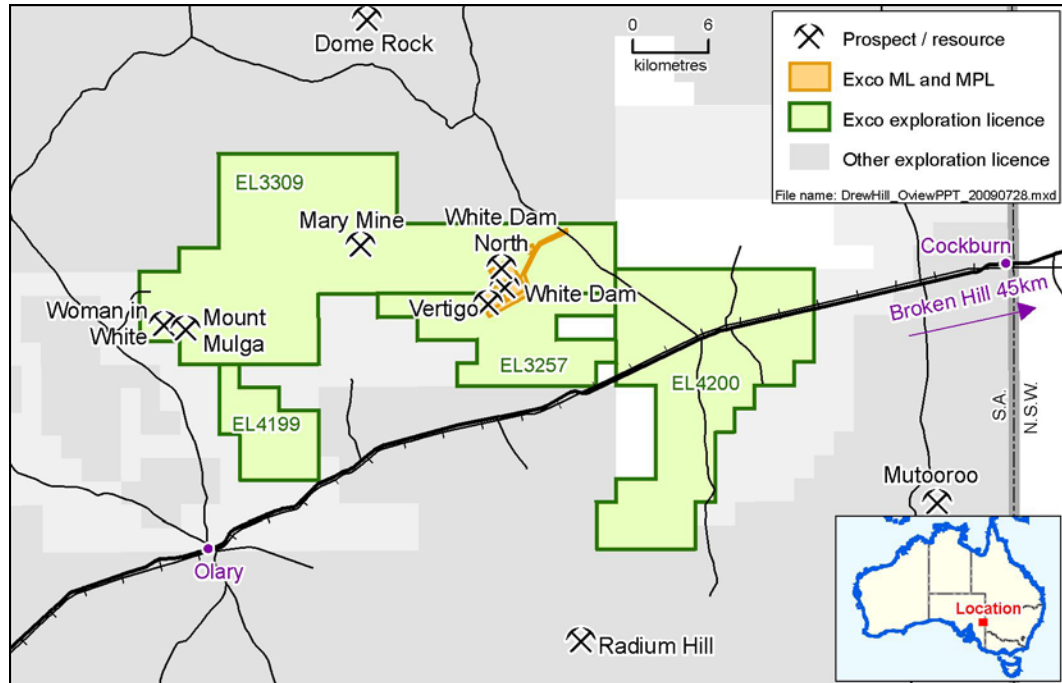 Dome Rock
0 6
kilometres
Prospect / resource
Exco ML and MPL
Exco exploration licence
Other exploration licence
File name: DrewHill_OviewPPT_20090728.mxd
EL3309
Mary Mine
White Dam
North
White Dam
Vertigo
Cockburn
Broken Hill 45km
Woman in
White
Mount
Mulga
EL3257
EL4200
EL4199
S.A.
N.S.W.
Mutooroo
Olary
Radium Hill
Location